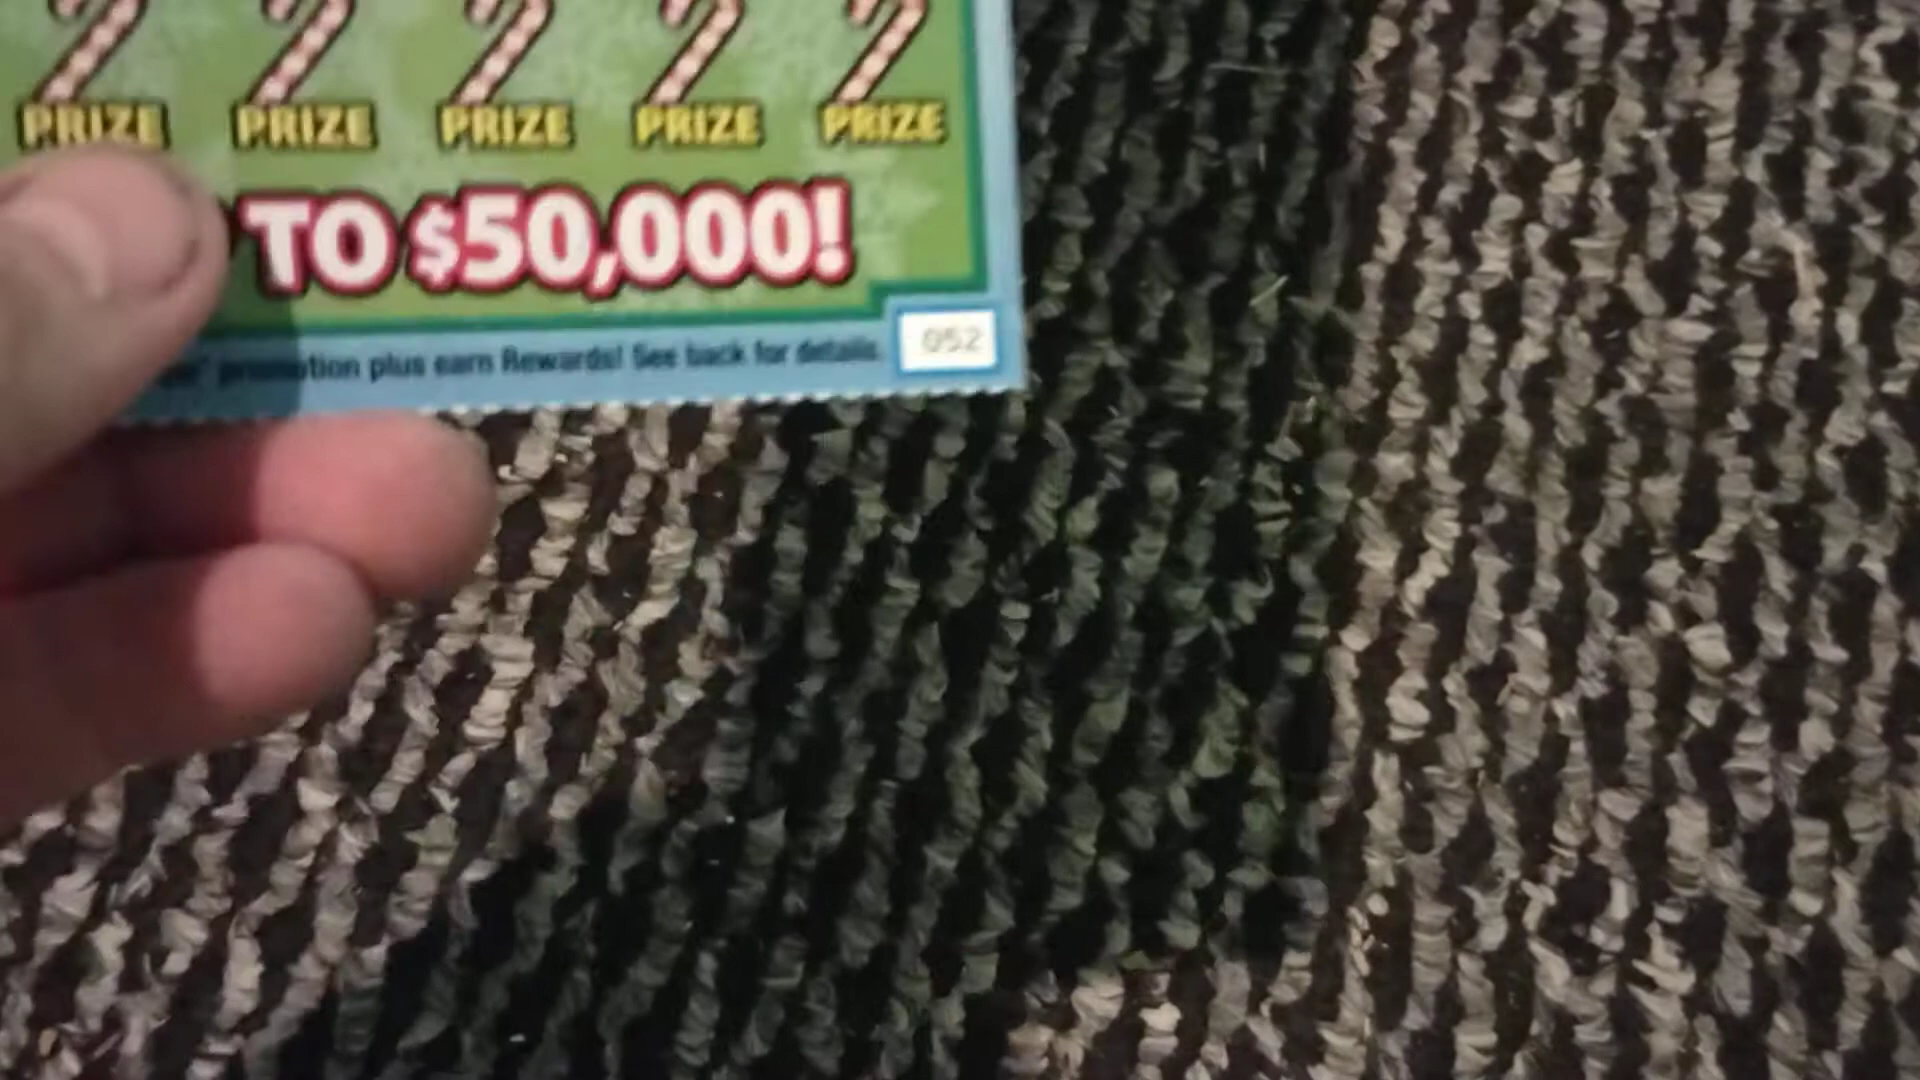 PRIZE PRIZE PRIZE PRIZE PRIZE
TO $50,000!
promotion plus earn Rewards! See back for details.
052